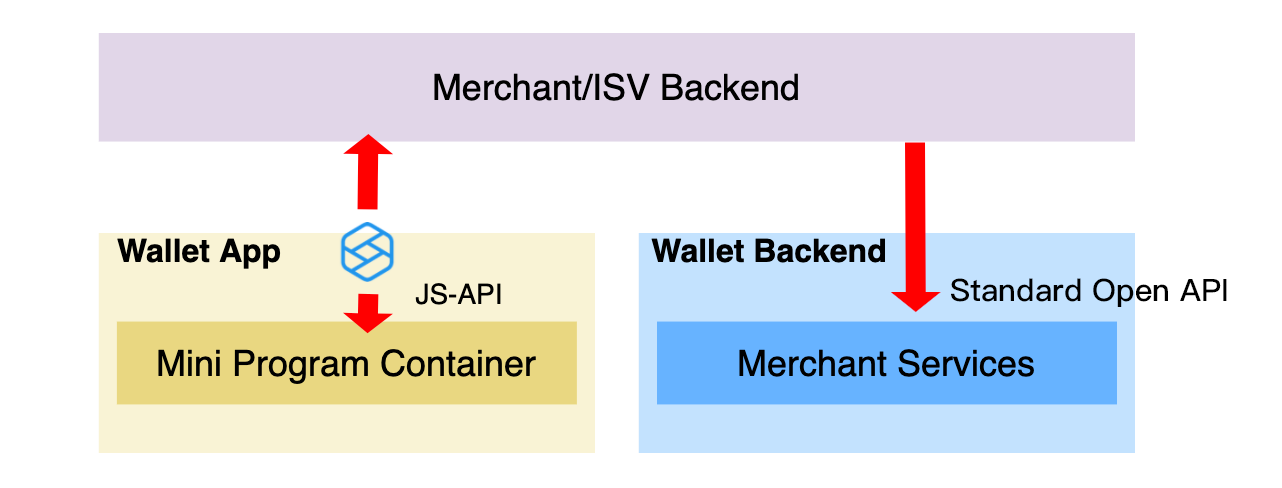 Merchant/ISV Backend
Wallet App
JS-API
Mini Program Container
Wallet Backend
Standard Open API
Merchant Services